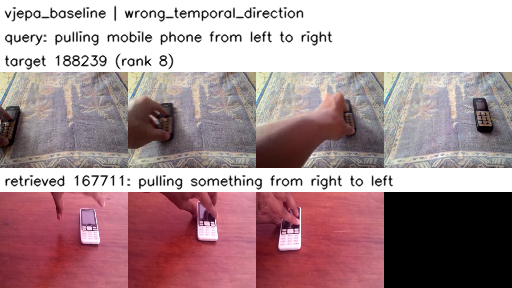 vjepa_baseline | wrong_temporal_direction
query: pulling mobile phone from left to right
target 188239 (rank 8)
retrieved 167711: pulling something from right to left